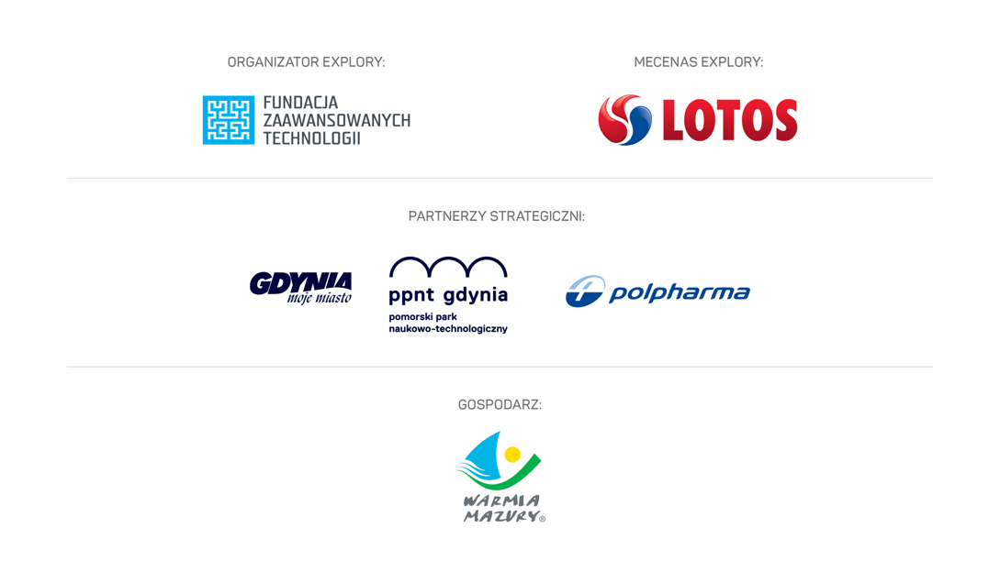 ORGANIZATOR EXPLORY:
MECENAS EXPLORY:
FUNDACJA
ZAAWANSOWANYCH
TECHNOLOGII
LOTOS
PARTNERZY STRATEGICZNI:
GDYNIA
moje miasto
ppnt gdynia
pomorski park
naukowo-technologiczny
polpharma
GOSPODARZ:
WARMIA
MAZURY®